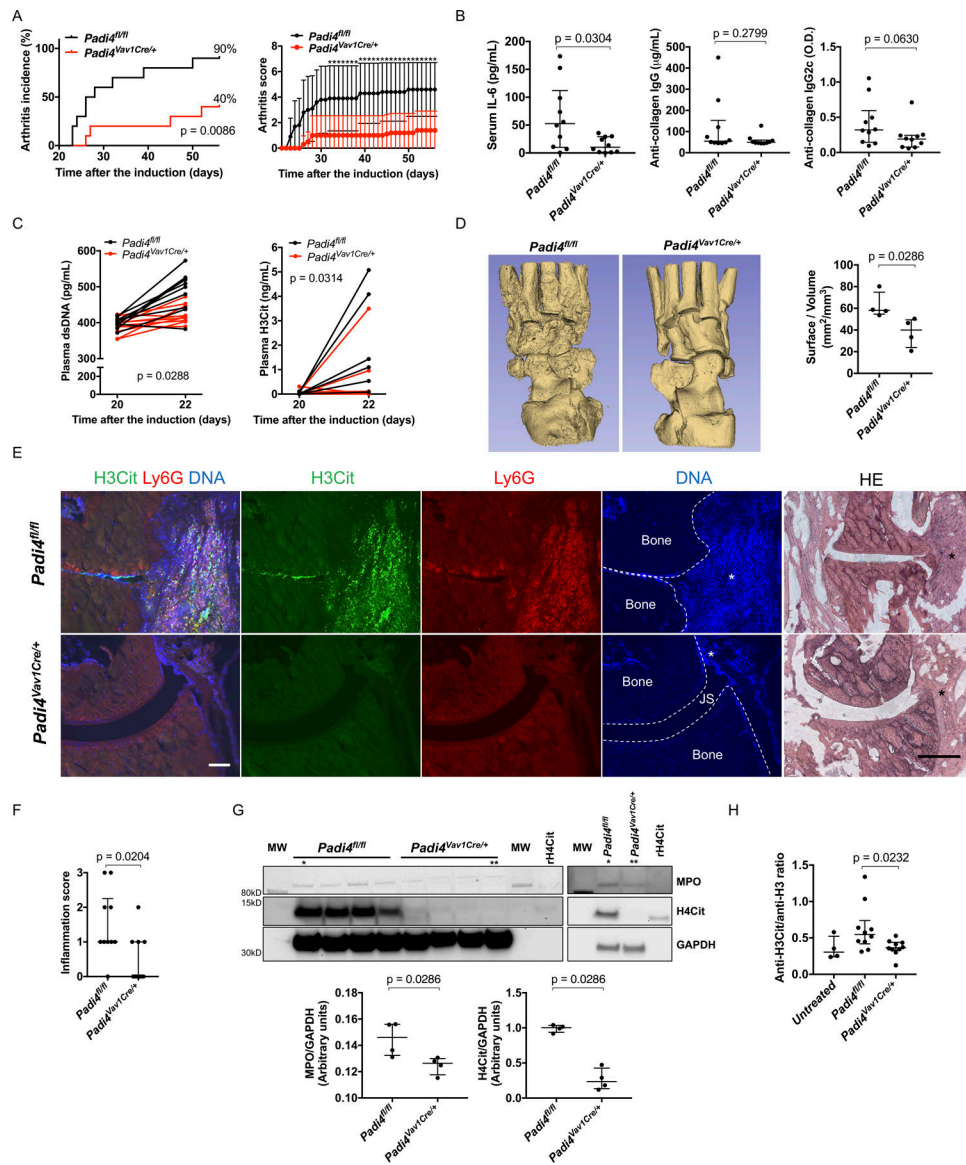 A
Padi4fl/fl
Padi4Vav1Cre/+
Arthritis incidence (%)
100
80
60
40
20
0
90%
40%
p = 0.0086
20
30
40
50
Time after the induction (days)
Padi4fl/fl
Padi4Vav1Cre/+
Arthritis score
8
6
4
2
0
28
38
48
Time after the induction (days)
B
p = 0.0304
Serum IL-6 (pg/mL)
200
150
100
50
0
Padi4fl/fl
Padi4Vav1Cre/+
p = 0.2799
Anti-collagen IgG (µg/mL)
500
400
300
200
100
0
Padi4fl/fl
Padi4Vav1Cre/+
p = 0.0630
Anti-collagen IgG2c (O.D.)
1.5
1.0
0.5
0.0
Padi4fl/fl
Padi4Vav1Cre/+
C
Padi4fl/fl
Padi4Vav1Cre/+
Plasma dsDNA (pg/mL)
600
500
400
300
200
0
p = 0.0288
20
22
Time after the induction (days)
Padi4fl/fl
Padi4Vav1Cre/+
p = 0.0314
Plasma H3Cit (ng/mL)
6
5
4
3
2
1
0
20
22
Time after the induction (days)
D
Padi4fl/fl
Padi4Vav1Cre/+
p = 0.0286
Surface / Volume
(mm2/mm3)
100
80
60
40
20
Padi4fl/fl
Padi4Vav1Cre/+
E
H3Cit Ly6G DNA
H3Cit
Ly6G
DNA
HE
Padi4fl/fl
Bone
*
Bone
*
Padi4Vav1Cre/+
Bone
*
JS
Bone
*
F
p = 0.0204
Inflammation score
3
2
1
0
Padi4fl/fl
Padi4Vav1Cre/+
G
MW
Padi4fl/fl
Padi4Vav1Cre/+
MW
rH4Cit
*
**
MW
* Padi4fl/fl
** Padi4Vav1Cre/+
rH4Cit
80kD
MPO
15kD
H4Cit
30kD
GAPDH
p = 0.0286
MPO/GAPDH
(Arbitrary units)
0.18
0.16
0.14
0.12
0.10
Padi4fl/fl
Padi4Vav1Cre/+
p = 0.0286
H4Cit/GAPDH
(Arbitrary units)
1.5
1.0
0.5
0.0
Padi4fl/fl
Padi4Vav1Cre/+
H
p = 0.0232
Anti-H3Cit/anti-H3 ratio
1.5
1.0
0.5
0.0
Untreated
Padi4fl/fl
Padi4Vav1Cre/+